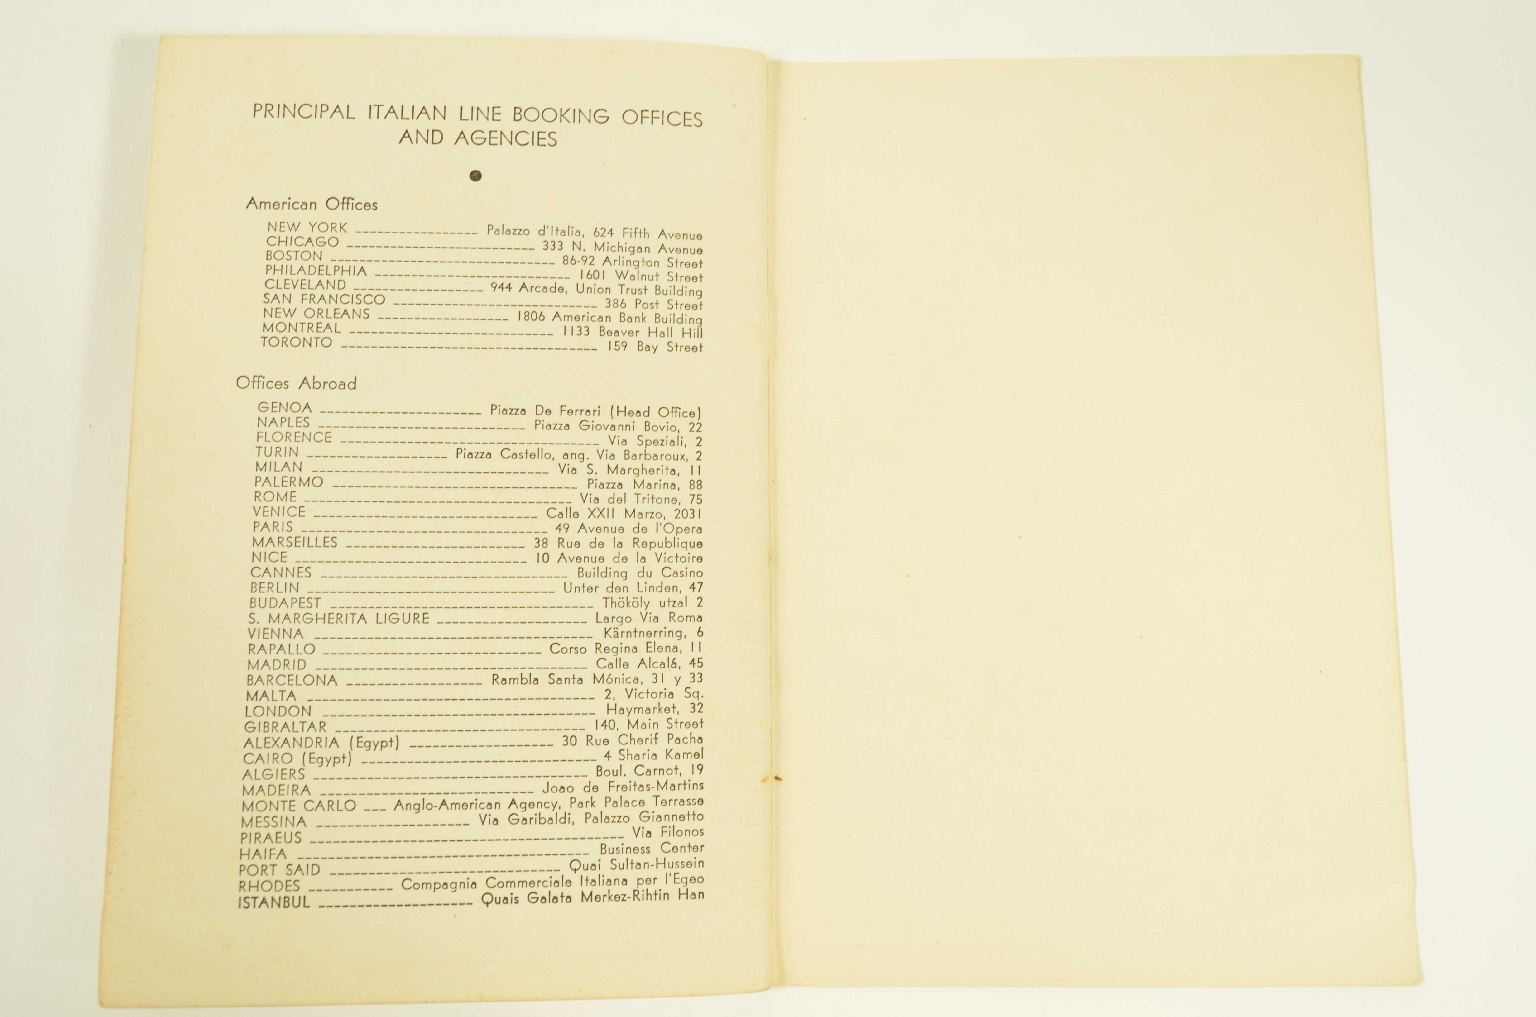 PRINCIPAL ITALIAN LINE BOOKING OFFICES
AND AGENCIES
●
American Offices
NEW YORK ----------------- Palazzo d'Italia, 624 Fifth Avenue
CHICAGO -------------------------- 333 N. Michigan Avenue
BOSTON ------------------------------- 86-92 Arlington Street
PHILADELPHIA --------------------------- 1601 Walnut Street
CLEVELAND ------------------ 944 Arcade, Union Trust Building
SAN FRANCISCO ---------------------------- 386 Post Street
NEW ORLEANS ------------------ 1806 American Bank Building
MONTREAL ---------------------------- 1133 Beaver Hall Hill
TORONTO ----------------------------------- 159 Bay Street
Offices Abroad
GENOA ---------------------- Piazza De Ferrari (Head Office)
NAPLES ---------------------------- Piazza Giovanni Bovio, 22
FLORENCE ----------------------------------- Via Speziali, 2
TURIN ------------------- Piazza Castello, ang. Via Barbaroux, 2
MILAN -------------------------------- Via S. Margherita, 11
PALERMO --------------------------------- Piazza Marina, 88
ROME ------------------------------------ Via del Tritone, 75
VENICE ------------------------------ Calle XXII Marzo, 2031
PARIS ---------------------------------- 49 Avenue de l'Opera
MARSEILLES ------------------------ 38 Rue de la Republique
NICE ------------------------------- 10 Avenue de la Victoire
CANNES ---------------------------------- Building du Casino
BERLIN ---------------------------------- Unter den Linden, 47
BUDAPEST ------------------------------------ Thököly utzal 2
S. MARGHERITA LIGURE -------------------- Largo Via Roma
VIENNA -------------------------------------- Kärntnerring, 6
RAPALLO ------------------------------ Corso Regina Elena, 11
MADRID ------------------------------------- Calle Alcalá, 45
BARCELONA ------------------ Rambla Santa Mónica, 31 y 33
MALTA --------------------------------------- 2, Victoria Sq.
LONDON ------------------------------------- Haymarket, 32
GIBRALTAR ---------------------------------- 140, Main Street
ALEXANDRIA (Egypt) ------------------- 30 Rue Cherif Pacha
CAIRO (Egypt) -------------------------------- 4 Sharia Kamel
ALGIERS ------------------------------------- Boul. Carnot, 19
MADEIRA ---------------------------- Joao de Freitas-Martins
MONTE CARLO --- Anglo-American Agency, Park Palace Terrasse
MESSINA --------------------- Via Garibaldi, Palazzo Giannetto
PIRAEUS ------------------------------------------ Via Filonos
HAIFA --------------------------------------- Business Center
PORT SAID ------------------------------- Quai Sultan-Hussein
RHODES ----------- Compagnia Commerciale Italiana per l'Egeo
ISTANBUL -------------------- Quais Galata Merkez-Rihtin Han